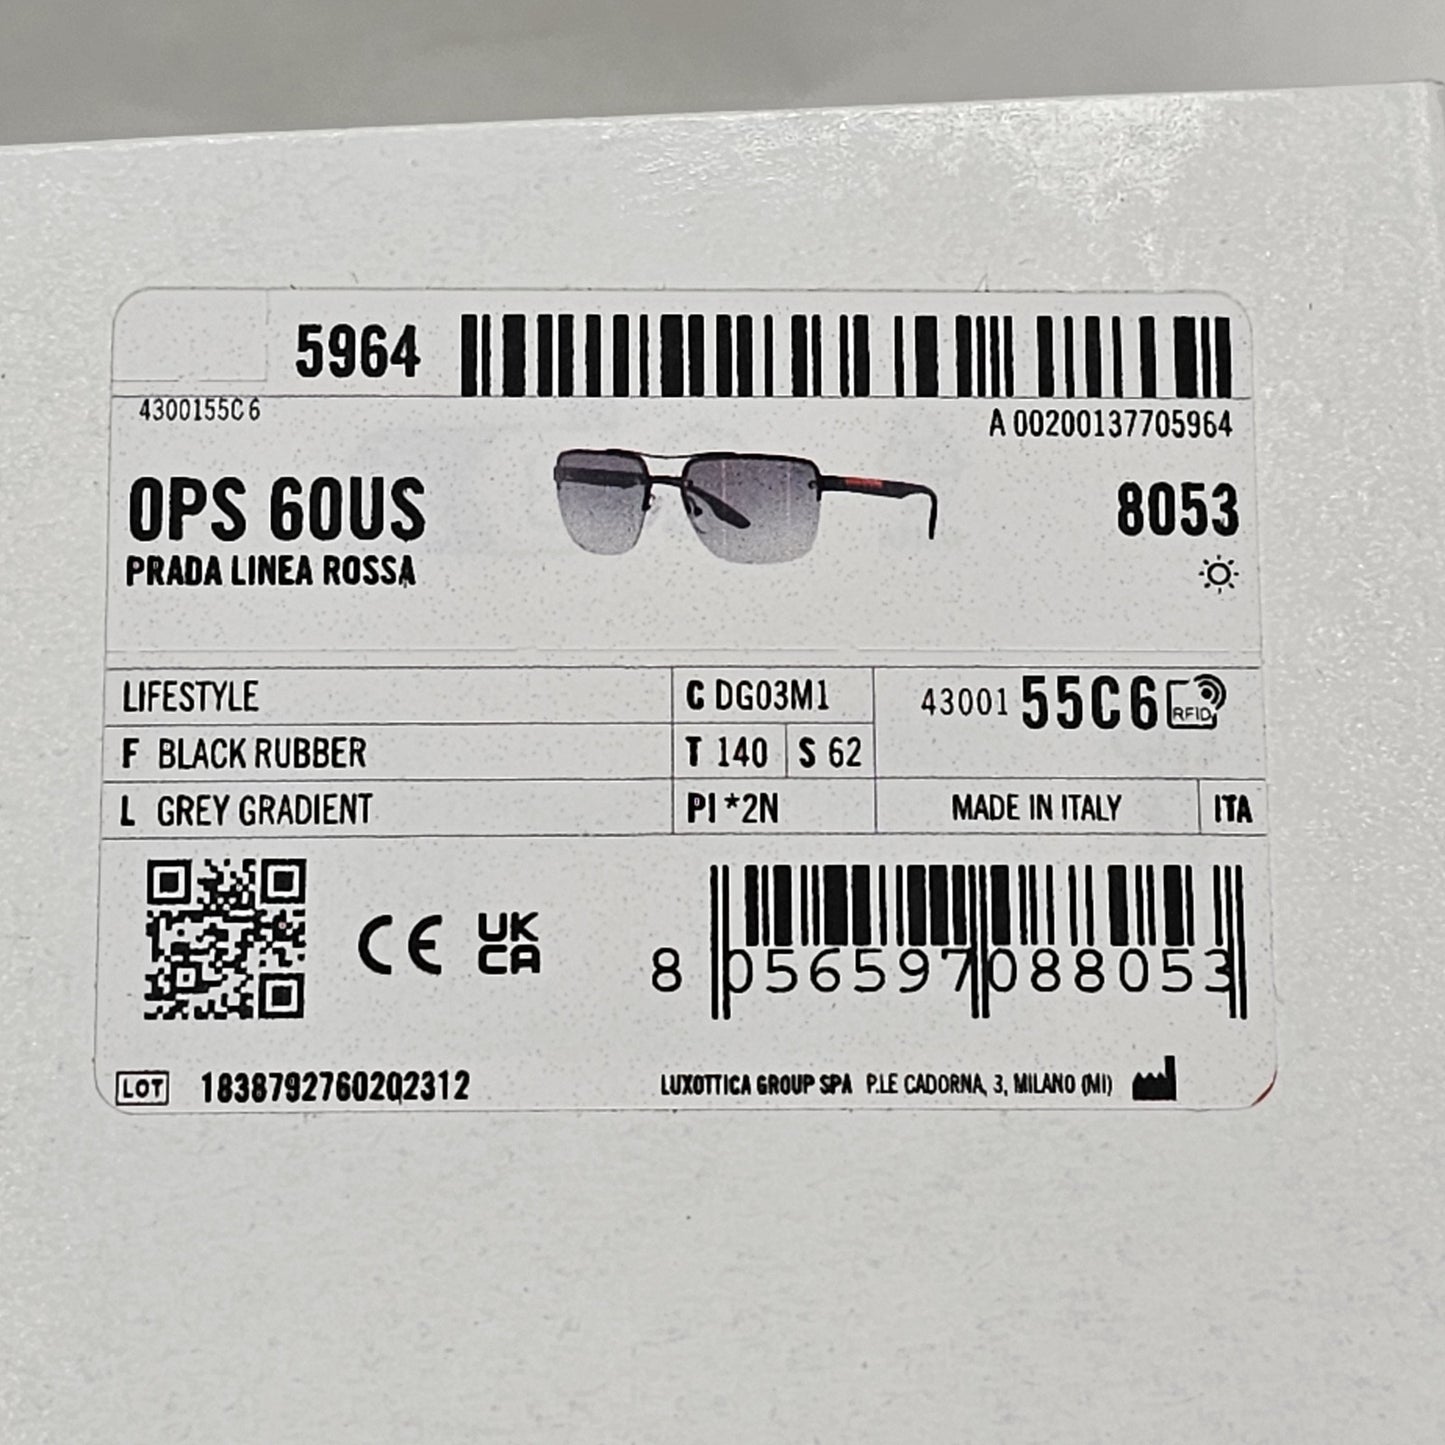 5964
4300155C6
A 00200137705964
OPS 60US
8053
PRADA LINEA ROSSA
LIFESTYLE
C DG03M1
43001 55C6
RFID
F BLACK RUBBER
T 140
S 62
L GREY GRADIENT
PI *2N
MADE IN ITALY
ITA
CE
UK
CA
8 056597 088053
LOT 1838792760202312
LUXOTTICA GROUP SPA P.LE CADORNA, 3, MILANO (MI)